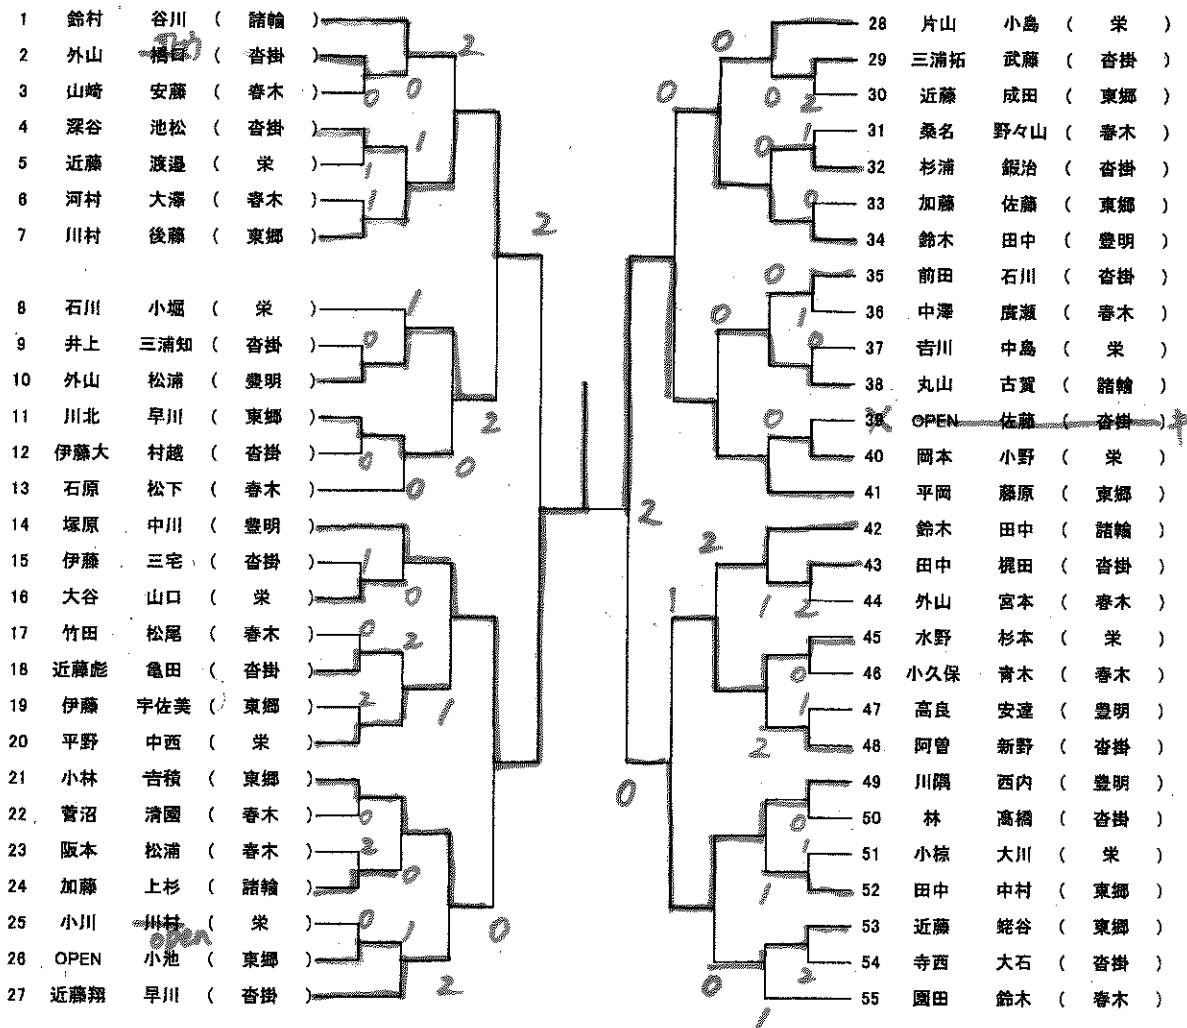 1 鈴村 谷川 ( 諸輪 )
2 外山 橋口 ( 沓掛 )
3 山崎 安藤 ( 春木 )
4 深谷 池松 ( 沓掛 )
5 近藤 渡邉 ( 栄 )
6 河村 大澤 ( 春木 )
7 川村 後藤 ( 東郷 )
8 石川 小堀 ( 栄 )
9 井上 三浦知 ( 沓掛 )
10 外山 松浦 ( 豊明 )
11 川北 早川 ( 東郷 )
12 伊藤大 村越 ( 沓掛 )
13 石原 松下 ( 春木 )
14 塚原 中川 ( 豊明 )
15 伊藤 三宅 ( 沓掛 )
16 大谷 山口 ( 栄 )
17 竹田 松尾 ( 春木 )
18 近藤彪 亀田 ( 沓掛 )
19 伊藤 宇佐美 ( 東郷 )
20 平野 中西 ( 栄 )
21 小林 吉積 ( 東郷 )
22 菅沼 清國 ( 春木 )
23 阪本 松浦 ( 春木 )
24 加藤 上杉 ( 諸輪 )
25 小川 川村 ( 栄 )
open
26 OPEN 小池 ( 東郷 )
27 近藤翔 早川 ( 沓掛 )
2
0 0
1
1
1
2
1
0
2
0 0
0
1
0
0 2
2 1
0
2 0
0 1
2
0
28 片山 小島 ( 栄 )
29 三浦拓 武藤 ( 沓掛 )
30 近藤 成田 ( 東郷 )
31 桑名 野々山 ( 春木 )
32 杉浦 鍛治 ( 沓掛 )
33 加藤 佐藤 ( 東郷 )
34 鈴木 田中 ( 豊明 )
35 前田 石川 ( 沓掛 )
36 中澤 廣瀬 ( 春木 )
37 吉川 中島 ( 栄 )
38 丸山 古賀 ( 諸輪 )
39 OPEN 佐藤 ( 沓掛 )
40 岡本 小野 ( 栄 )
41 平岡 藤原 ( 東郷 )
42 鈴木 田中 ( 諸輪 )
43 田中 梶田 ( 沓掛 )
44 外山 宮本 ( 春木 )
45 水野 杉本 ( 栄 )
46 小久保 青木 ( 春木 )
47 高良 安達 ( 豊明 )
48 阿曽 新野 ( 沓掛 )
49 川隅 西内 ( 豊明 )
50 林 高橋 ( 沓掛 )
51 小椋 大川 ( 栄 )
52 田中 中村 ( 東郷 )
53 近藤 蛯谷 ( 東郷 )
54 寺西 大石 ( 沓掛 )
55 園田 鈴木 ( 春木 )
0
0
0 2
1
0
0
0
0 1
0
0
2
2
1
1 2
0
1
2
0
0
1
1
2
0
1